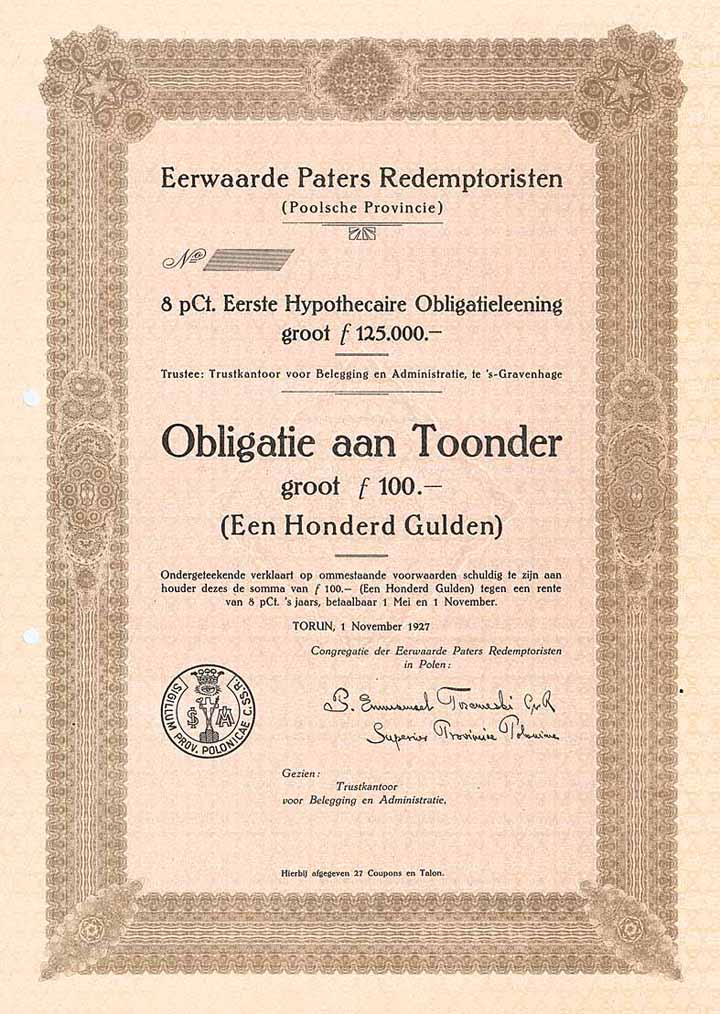 Eerwaarde Paters Redemptoristen
(Poolsche Provincie)
No
8 pCt. Eerste Hypothecaire Obligatieleening
groot ƒ 125.000.—
Trustee: Trustkantoor voor Belegging en Administratie, te 's-Gravenhage
Obligatie aan Toonder
groot ƒ 100.—
(Een Honderd Gulden)
Ondergeteekende verklaart op ommestaande voorwaarden schuldig te zijn aan
houder dezes de somma van ƒ 100.— (Een Honderd Gulden) tegen een rente
van 8 pCt. 's jaars, betaalbaar 1 Mei en 1 November.
TORUN, 1 November 1927
Congregatie der Eerwaarde Paters Redemptoristen
in Polen:
SIGILLUM PROV. POLONICAE C.SS.R.
P. Emmanuel
Superior Provinciae Polonicae
Gezien:
Trustkantoor
voor Belegging en Administratie,
Hierbij afgegeven 27 Coupons en Talon.